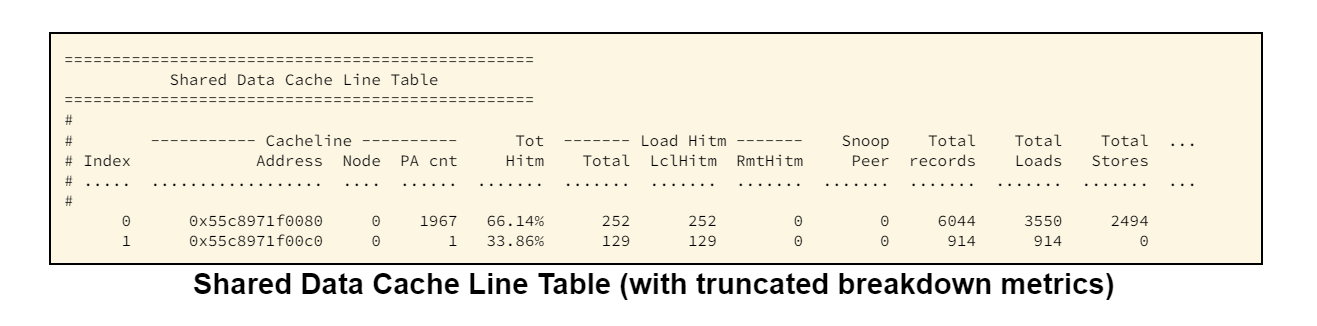 =================================================
           Shared Data Cache Line Table
=================================================
#
#        ----------- Cacheline ----------      Tot  ------- Load Hitm -------    Snoop    Total    Total    Total  ...
# Index             Address  Node  PA cnt     Hitm    Total  LclHitm  RmtHitm     Peer  records    Loads   Stores
# .....  ..................  ....  ......  .......  .......  .......  .......  .......  .......  .......  .......  ...
#
      0      0x55c8971f0080     0    1967   66.14%      252      252        0        0     6044     3550     2494
      1      0x55c8971f00c0     0       1   33.86%      129      129        0        0      914      914        0
Shared Data Cache Line Table (with truncated breakdown metrics)